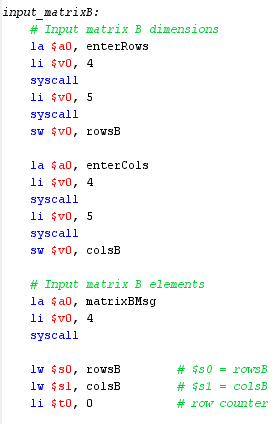 input_matrixB:
# Input matrix B dimensions
la $a0, enterRows
li $v0, 4
syscall
li $v0, 5
syscall
sw $v0, rowsB
la $a0, enterCols
li $v0, 4
syscall
li $v0, 5
syscall
sw $v0, colsB
# Input matrix B elements
la $a0, matrixBMsg
li $v0, 4
syscall
lw $s0, rowsB # $s0 = rowsB
lw $s1, colsB # $s1 = colsB
li $t0, 0 # row counter